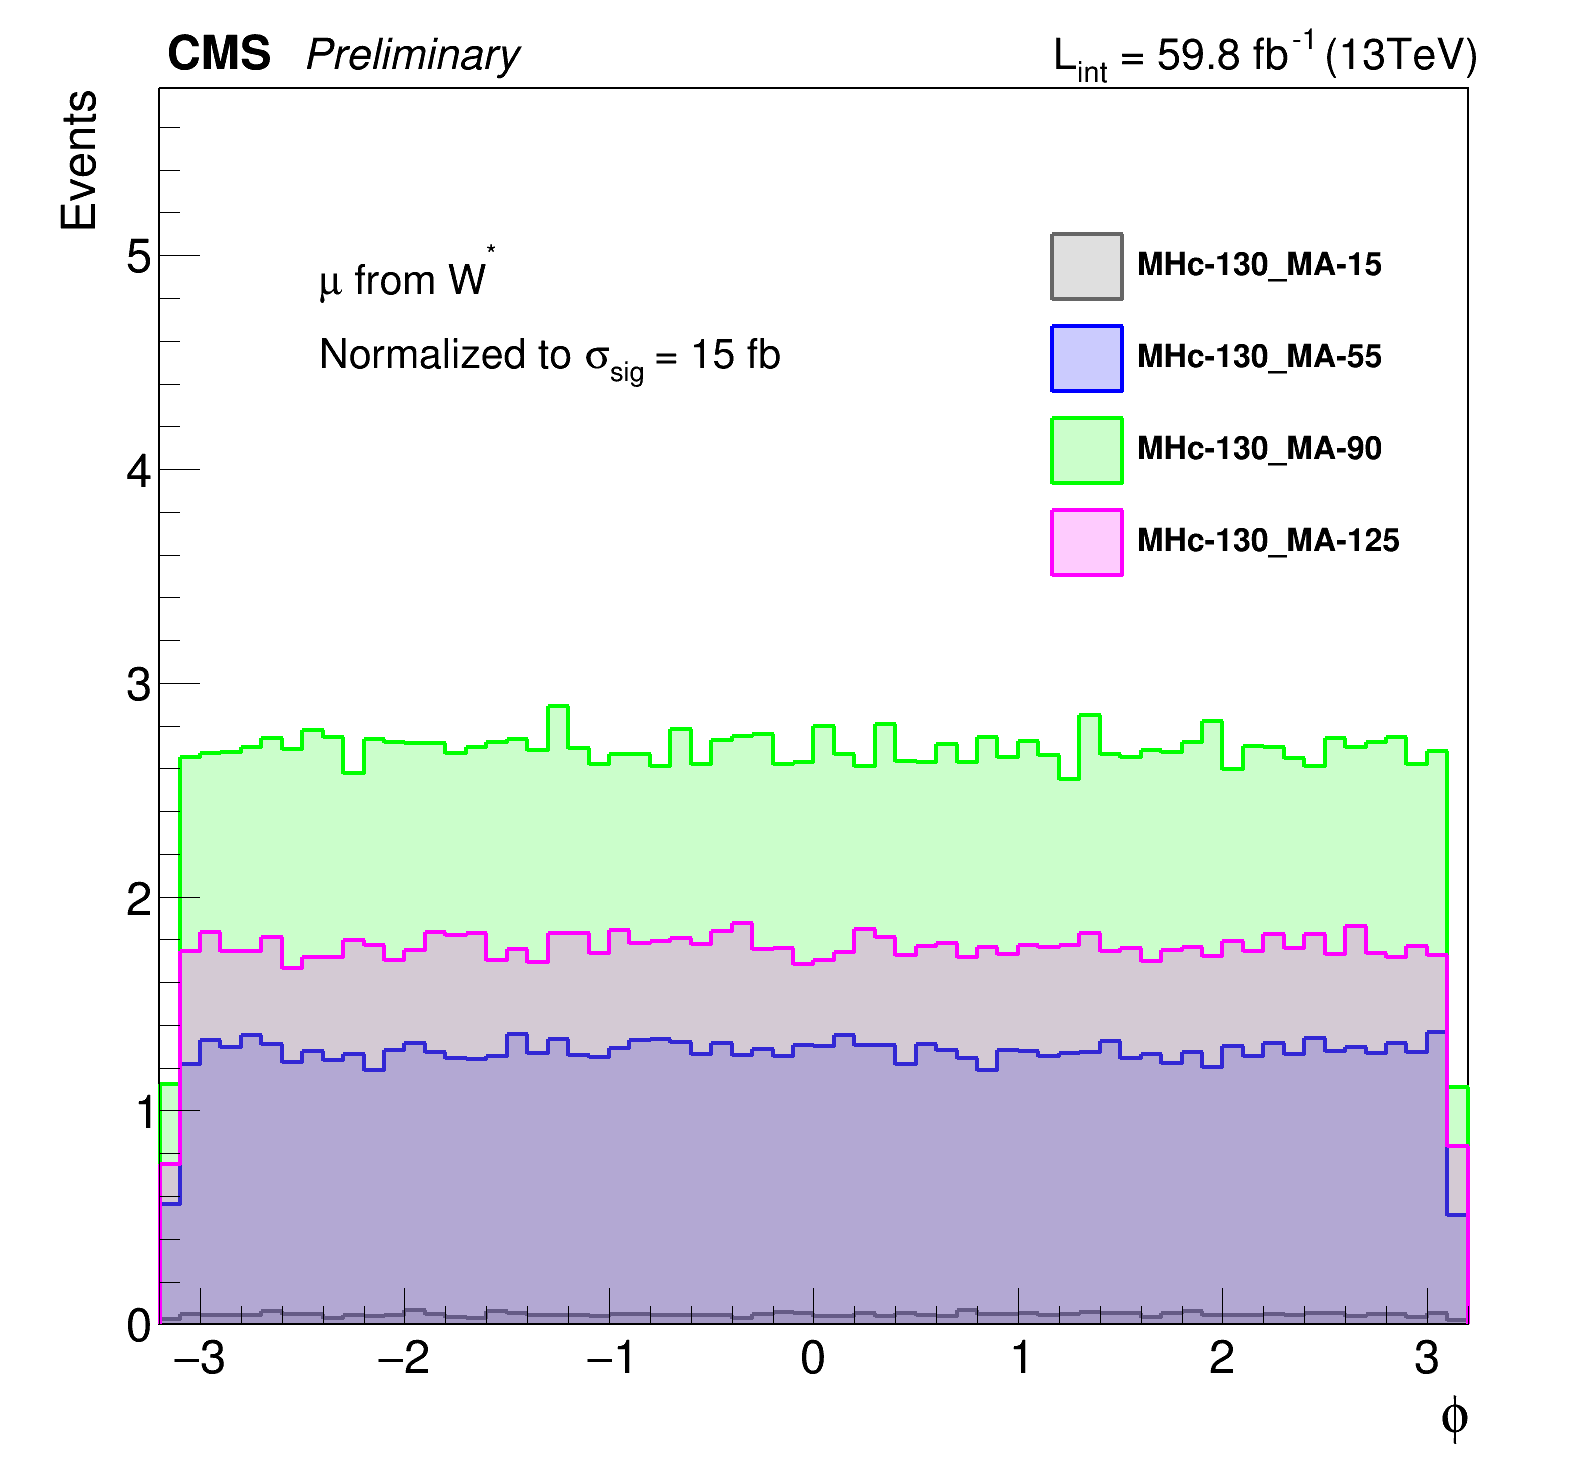 CMS Preliminary
L_int = 59.8 fb^-1 (13TeV)
Events
μ from W^*
Normalized to σ_sig = 15 fb
MHc-130_MA-15
MHc-130_MA-55
MHc-130_MA-90
MHc-130_MA-125
5
4
3
2
1
0
−3 −2 −1 0 1 2 3
ϕ